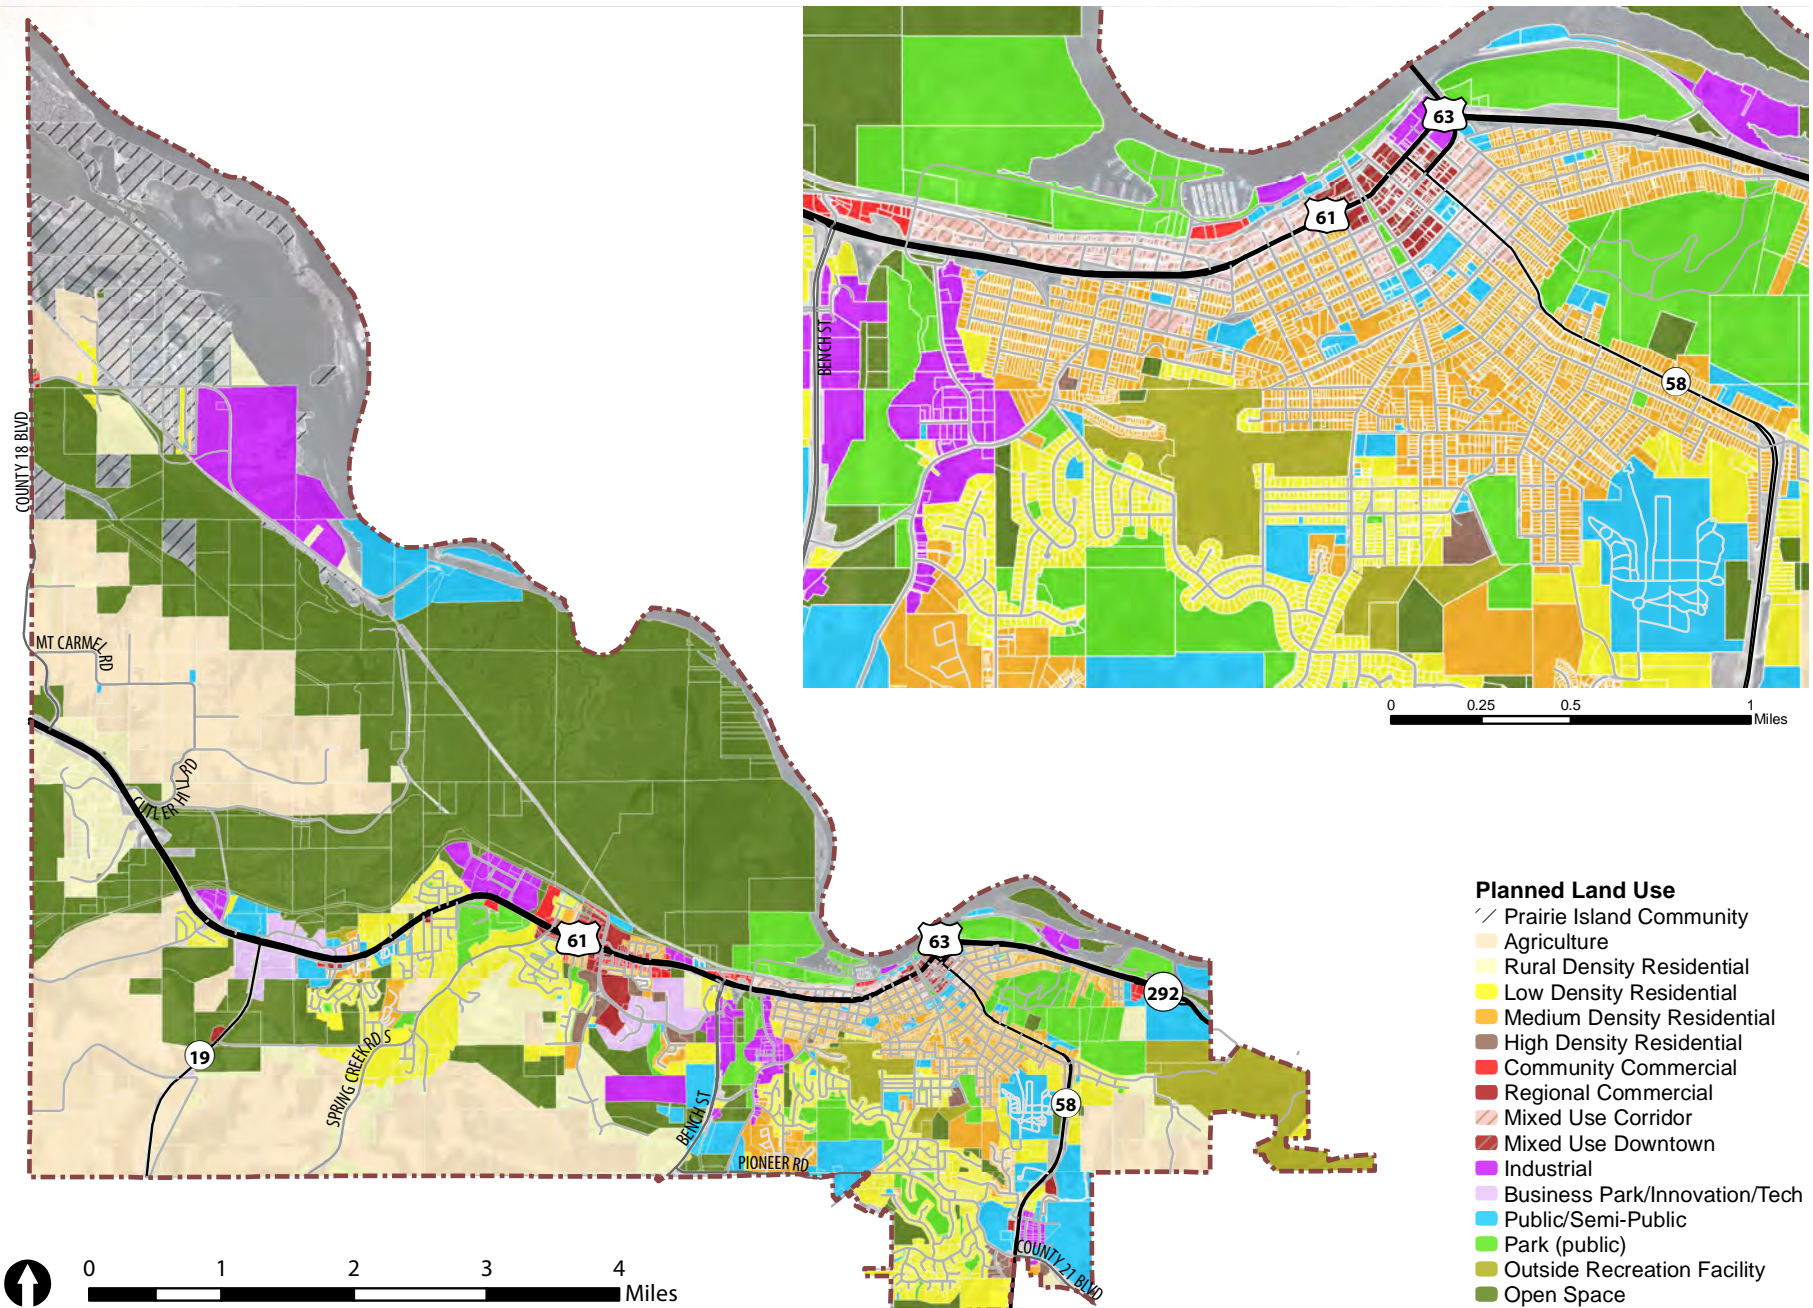 63
61
BENCH ST
58
0 0.25 0.5 1
Miles
COUNTY 18 BLVD
MT CARMEL RD
CUTLER HILL RD
61
63
292
19
SPRING CREEK RD S
BENCH ST
58
PIONEER RD
COUNTY 21 BLVD
0 1 2 3 4
Miles
Planned Land Use
Prairie Island Community
Agriculture
Rural Density Residential
Low Density Residential
Medium Density Residential
High Density Residential
Community Commercial
Regional Commercial
Mixed Use Corridor
Mixed Use Downtown
Industrial
Business Park/Innovation/Tech
Public/Semi-Public
Park (public)
Outside Recreation Facility
Open Space